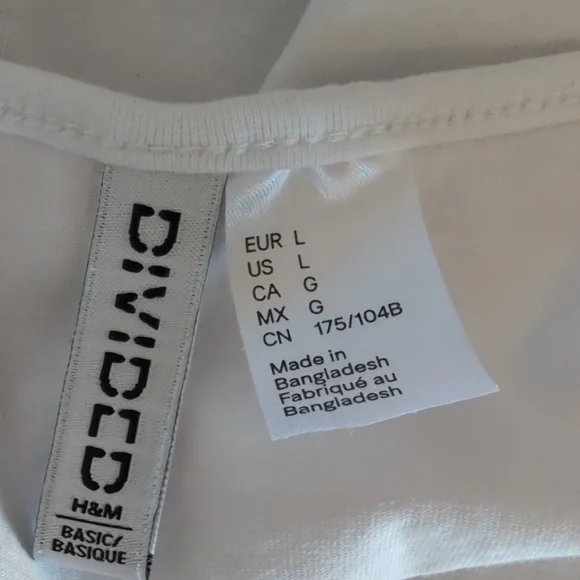 DIVIDED
H&M
BASIC/
BASIQUE
EUR L
US L
CA G
MX G
CN 175/104B
Made in
Bangladesh
Fabriqué au
Bangladesh